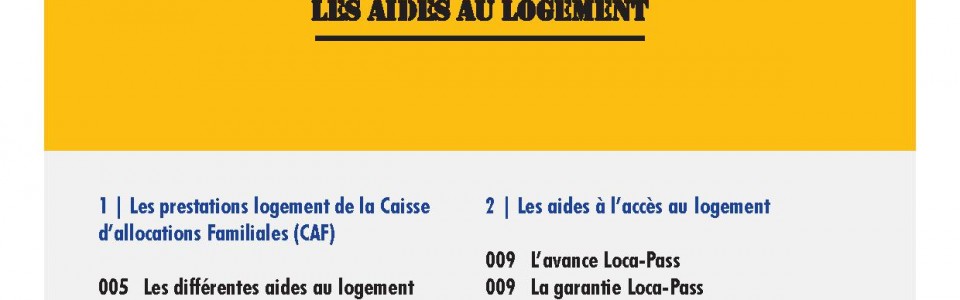 LES AIDES AU LOGEMENT
1 | Les prestations logement de la Caisse
d’allocations Familiales (CAF)
005 Les différentes aides au logement
2 | Les aides à l’accès au logement
009 L’avance Loca-Pass
009 La garantie Loca-Pass